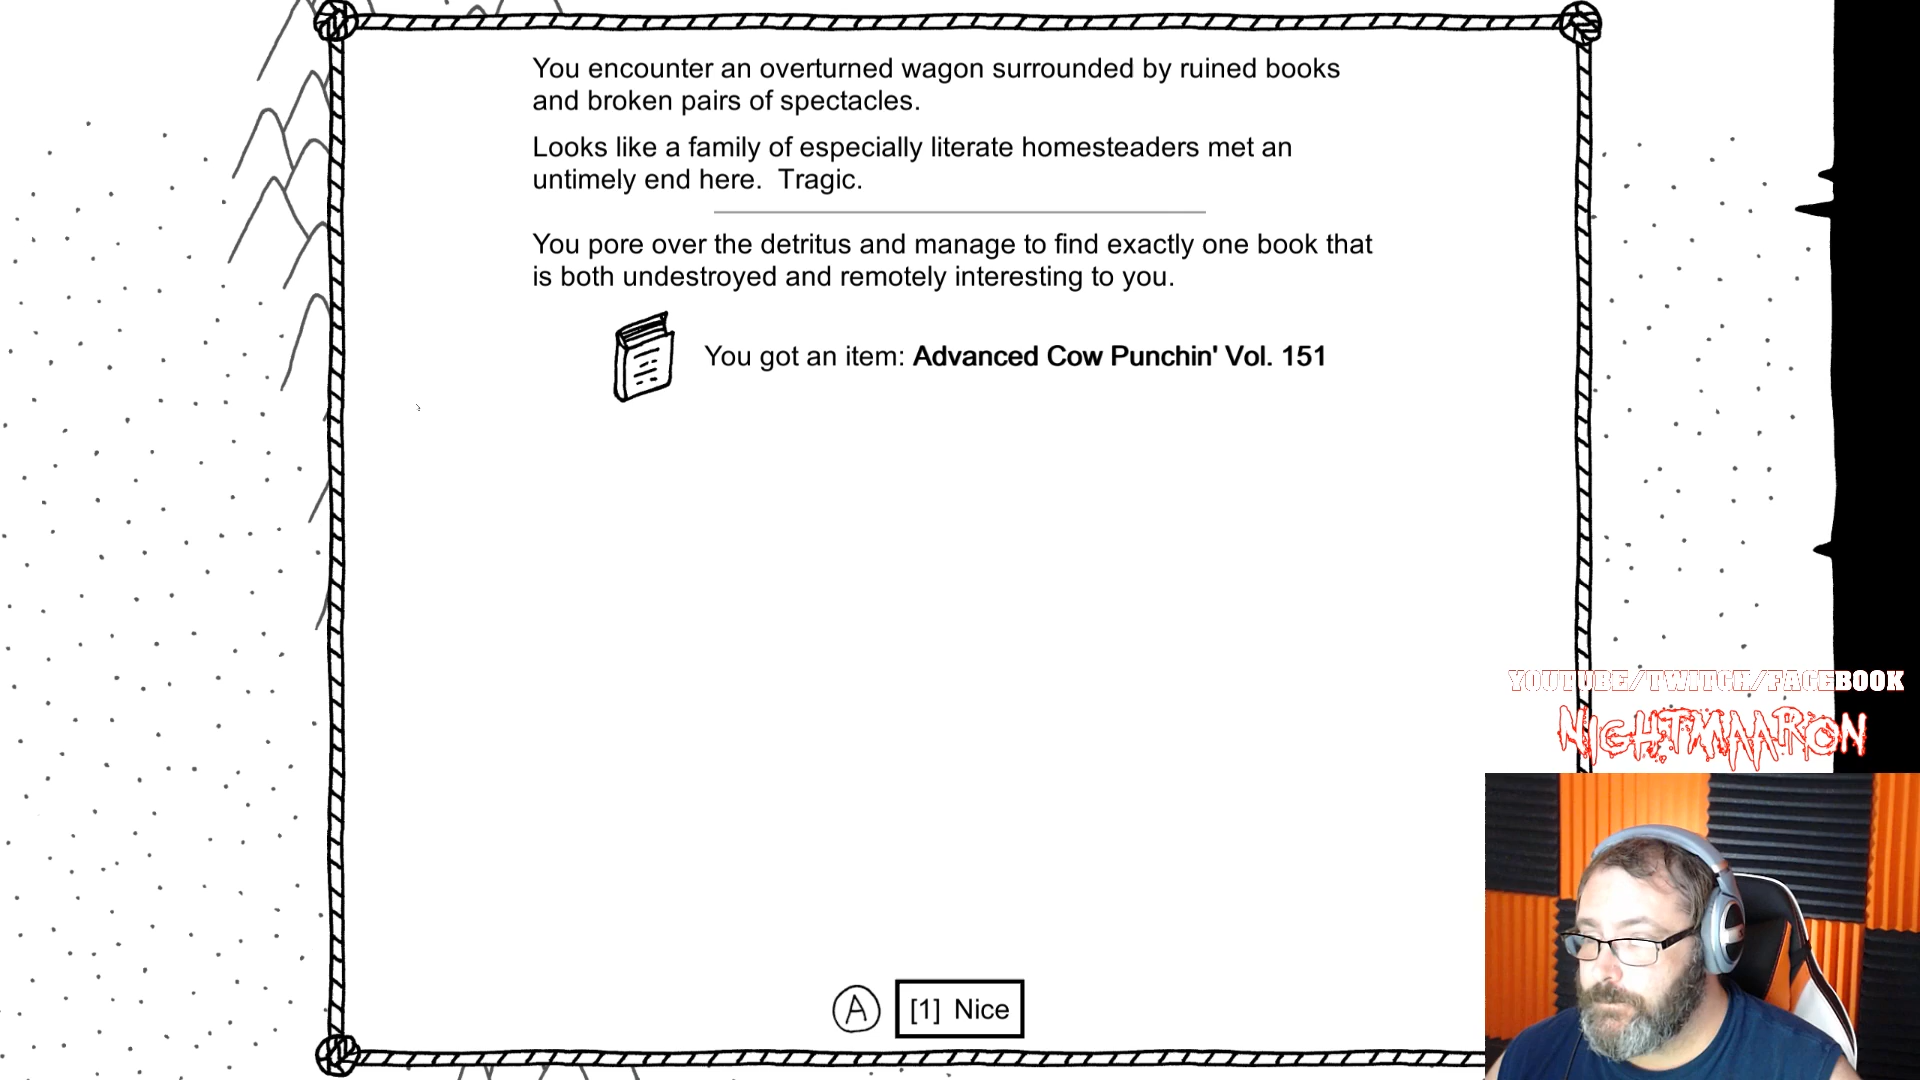 You encounter an overturned wagon surrounded by ruined books
and broken pairs of spectacles.
Looks like a family of especially literate homesteaders met an
untimely end here.  Tragic.
You pore over the detritus and manage to find exactly one book that
is both undestroyed and remotely interesting to you.
You got an item: Advanced Cow Punchin' Vol. 151
A [1] Nice
YOUTUBE/TWITCH/FACEBOOK
NIGHTMAARON